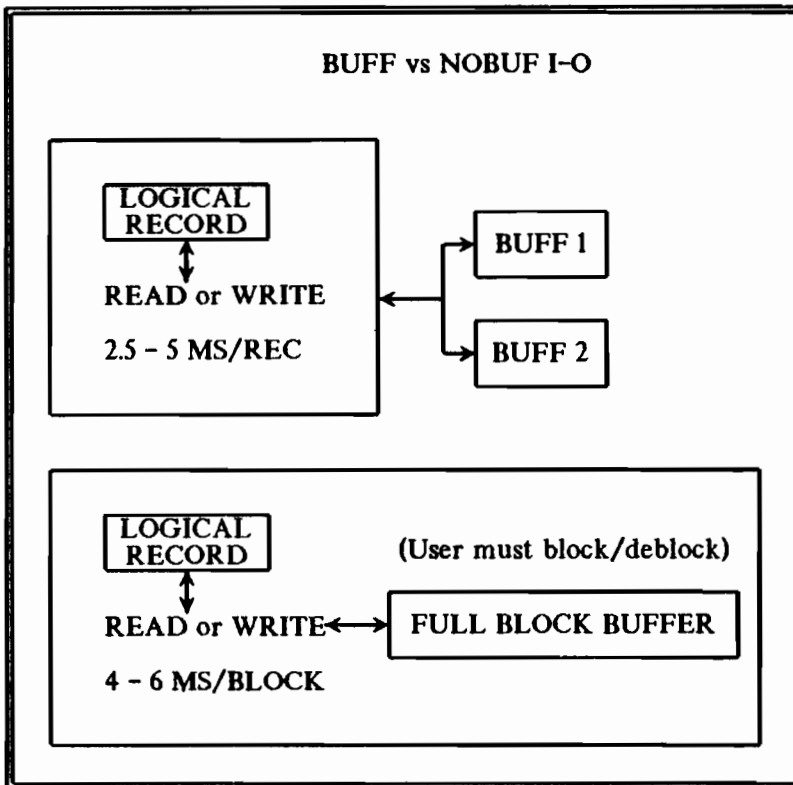 BUFF vs NOBUF I-O
LOGICAL
RECORD
READ or WRITE
2.5 - 5 MS/REC
BUFF 1
BUFF 2
LOGICAL
RECORD
(User must block/deblock)
READ or WRITE
FULL BLOCK BUFFER
4 - 6 MS/BLOCK